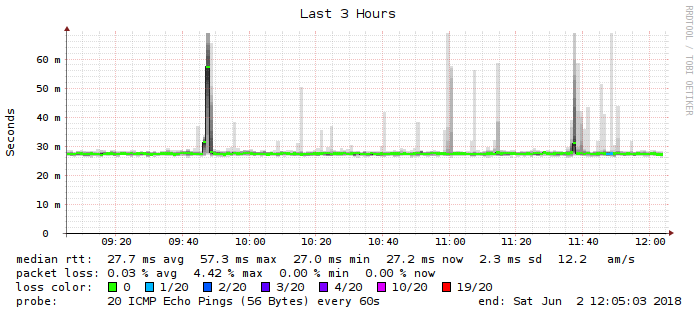 Last 3 Hours
RRDTOOL / TOBI OETIKER
Seconds
60 m
50 m
40 m
30 m
20 m
10 m
0
09:20 09:40 10:00 10:20 10:40 11:00 11:20 11:40 12:00
median rtt: 27.7 ms avg 57.3 ms max 27.0 ms min 27.2 ms now 2.3 ms sd 12.2 am/s
packet loss: 0.03 % avg 4.42 % max 0.00 % min 0.00 % now
loss color: 0 1/20 2/20 3/20 4/20 10/20 19/20
probe: 20 ICMP Echo Pings (56 Bytes) every 60s end: Sat Jun 2 12:05:03 2018